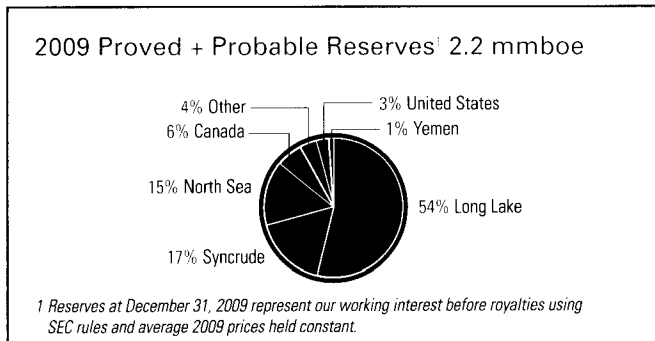 2009 Proved + Probable Reserves¹ 2.2 mmboe
4% Other
3% United States
6% Canada
1% Yemen
15% North Sea
54% Long Lake
17% Syncrude
1 Reserves at December 31, 2009 represent our working interest before royalties using
SEC rules and average 2009 prices held constant.